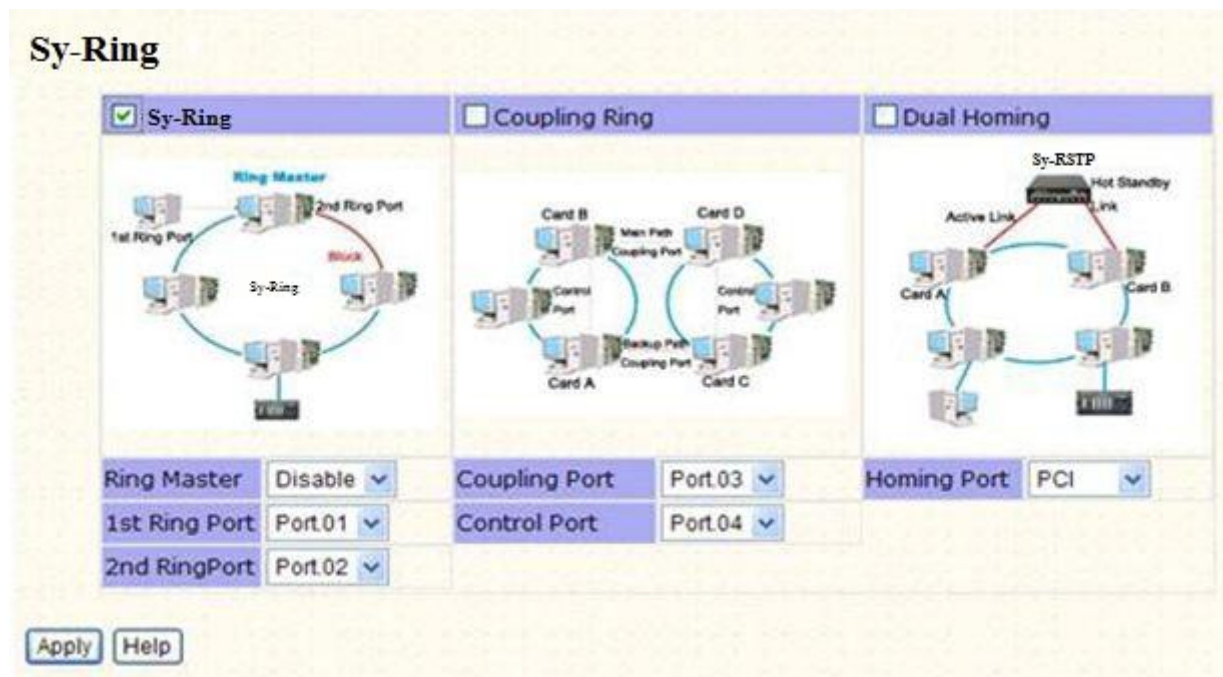 Sy-Ring
Sy-Ring
Coupling Ring
Dual Homing
Ring Master
2nd Ring Port
1st Ring Port
Block
Sy-Ring
Card B
Main Path
Coupling Port
Card D
Control
Port
Control
Port
Backup Path
Coupling Port
Card A
Card C
Sy-RSTP
Hot Standby
Link
Active Link
Card A
Card B
Ring Master Disable
Coupling Port Port.03
Homing Port PCI
1st Ring Port Port.01
Control Port Port.04
2nd RingPort Port.02
Apply Help